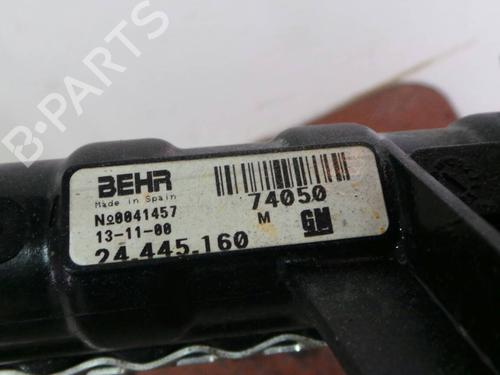 B-PARTS
BEHR
Made in Spain
74050
№0041457
M
GM
13-11-00
24.445.160